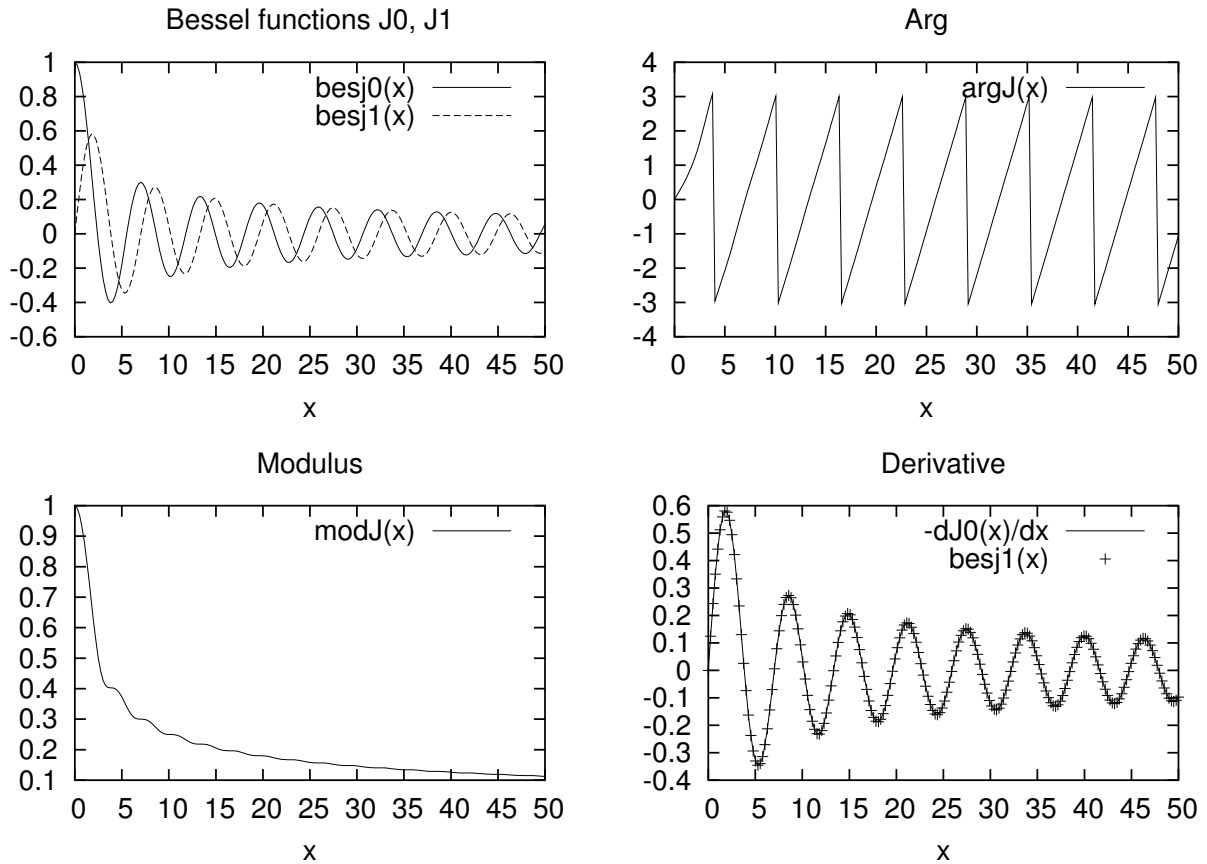 Bessel functions J0, J1
1
0.8
0.6
0.4
0.2
0
-0.2
-0.4
-0.6
besj0(x)
besj1(x)
0 5 10 15 20 25 30 35 40 45 50
x
Arg
4
3
2
1
0
-1
-2
-3
-4
argJ(x)
0 5 10 15 20 25 30 35 40 45 50
x
Modulus
1
0.9
0.8
0.7
0.6
0.5
0.4
0.3
0.2
0.1
modJ(x)
0 5 10 15 20 25 30 35 40 45 50
x
Derivative
0.6
0.5
0.4
0.3
0.2
0.1
0
-0.1
-0.2
-0.3
-0.4
-dJ0(x)/dx
besj1(x)
0 5 10 15 20 25 30 35 40 45 50
x